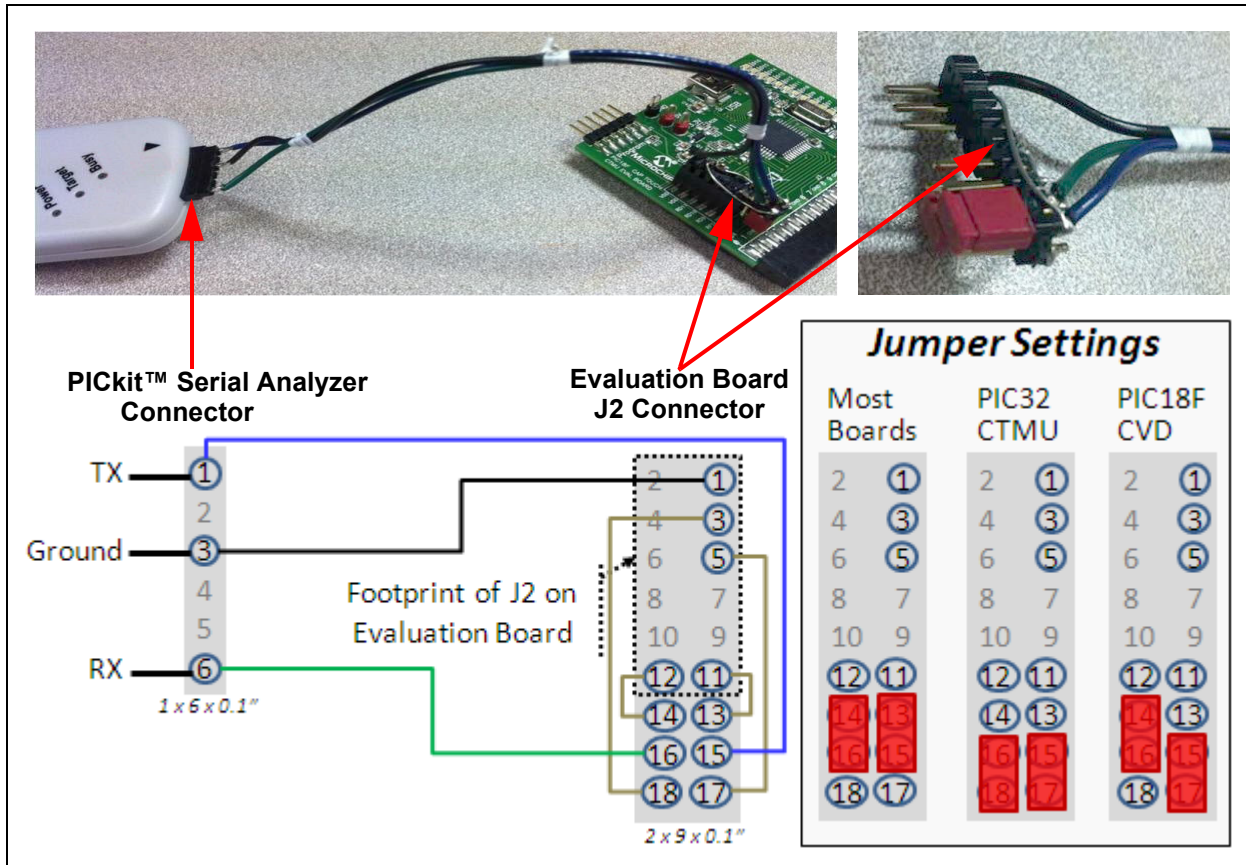 Power
Target
Busy
USB
Microchip
PICkit™ Serial Analyzer
Connector
Evaluation Board
J2 Connector
TX
Ground
RX
1
2
3
4
5
6
1 x 6 x 0.1"
Footprint of J2 on
Evaluation Board
2 1
4 3
6 5
8 7
10 9
12 11
14 13
16 15
18 17
2 x 9 x 0.1"
Jumper Settings
Most
Boards
2 1
4 3
6 5
8 7
10 9
12 11
14 13
16 15
18 17
PIC32
CTMU
2 1
4 3
6 5
8 7
10 9
12 11
14 13
16 15
18 17
PIC18F
CVD
2 1
4 3
6 5
8 7
10 9
12 11
14 13
16 15
18 17